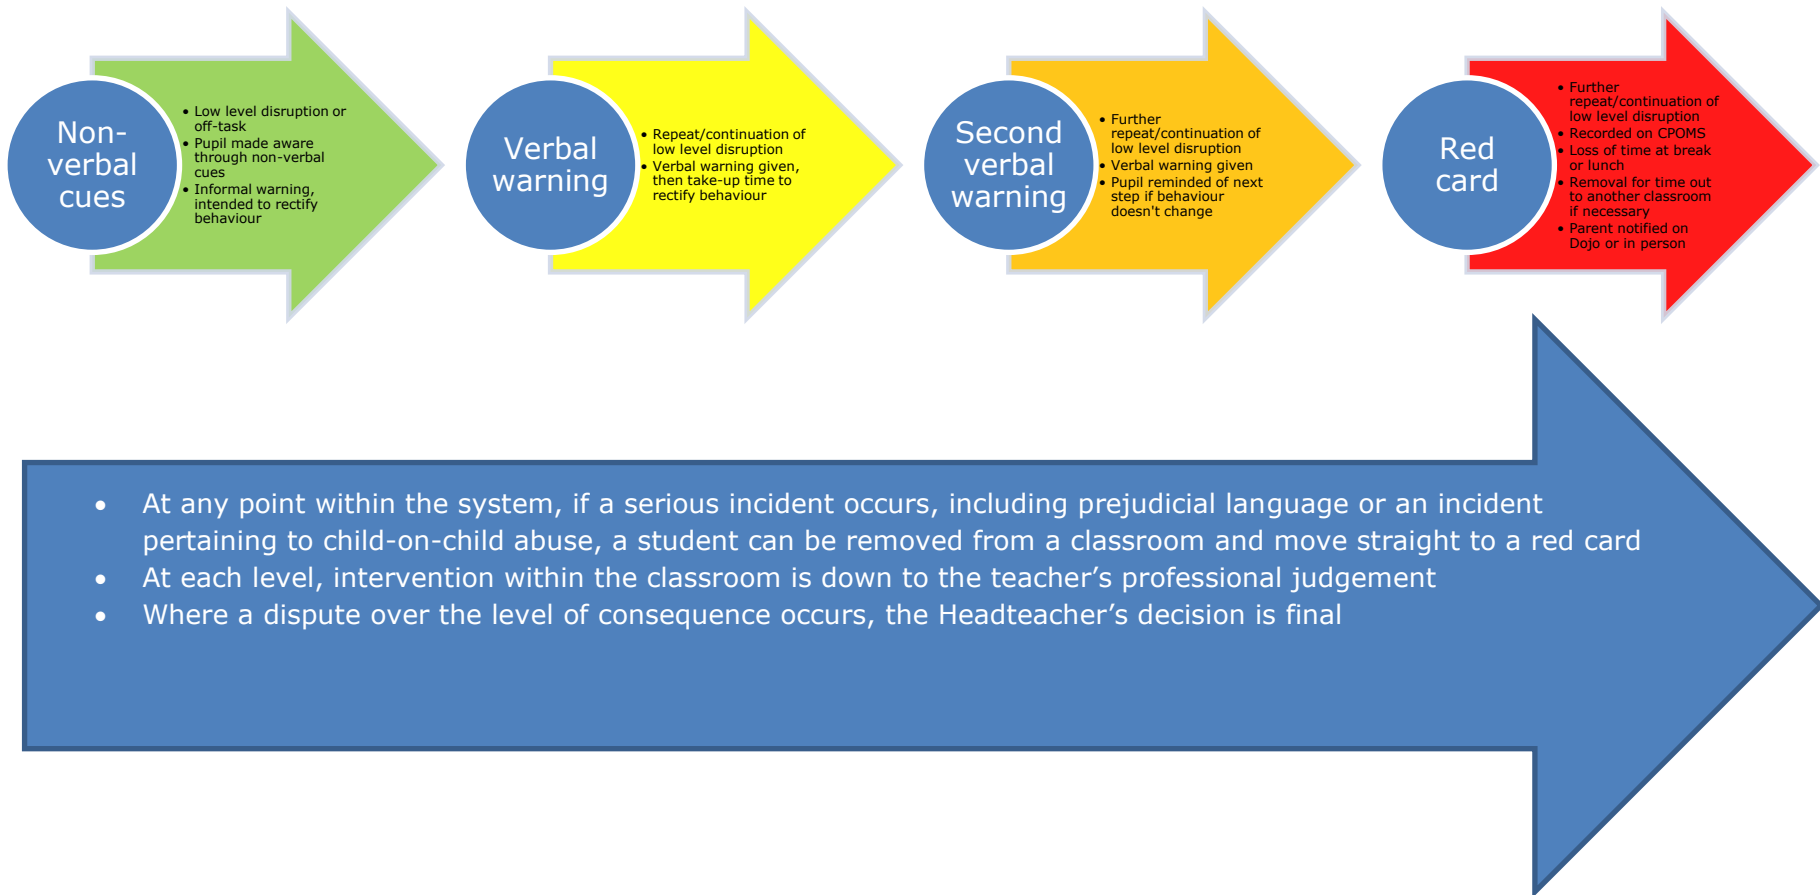 Non-
verbal
cues
• Low level disruption or
off-task
• Pupil made aware
through non-verbal
cues
• Informal warning,
intended to rectify
behaviour
Verbal
warning
• Repeat/continuation of
low level disruption
• Verbal warning given,
then take-up time to
rectify behaviour
Second
verbal
warning
• Further
repeat/continuation of
low level disruption
• Verbal warning given
• Pupil reminded of next
step if behaviour
doesn't change
Red
card
• Further
repeat/continuation of
low level disruption
• Recorded on CPOMS
• Loss of time at break
or lunch
• Removal for time out
to another classroom
if necessary
• Parent notified on
Dojo or in person
• At any point within the system, if a serious incident occurs, including prejudicial language or an incident
pertaining to child-on-child abuse, a student can be removed from a classroom and move straight to a red card
• At each level, intervention within the classroom is down to the teacher’s professional judgement
• Where a dispute over the level of consequence occurs, the Headteacher’s decision is final